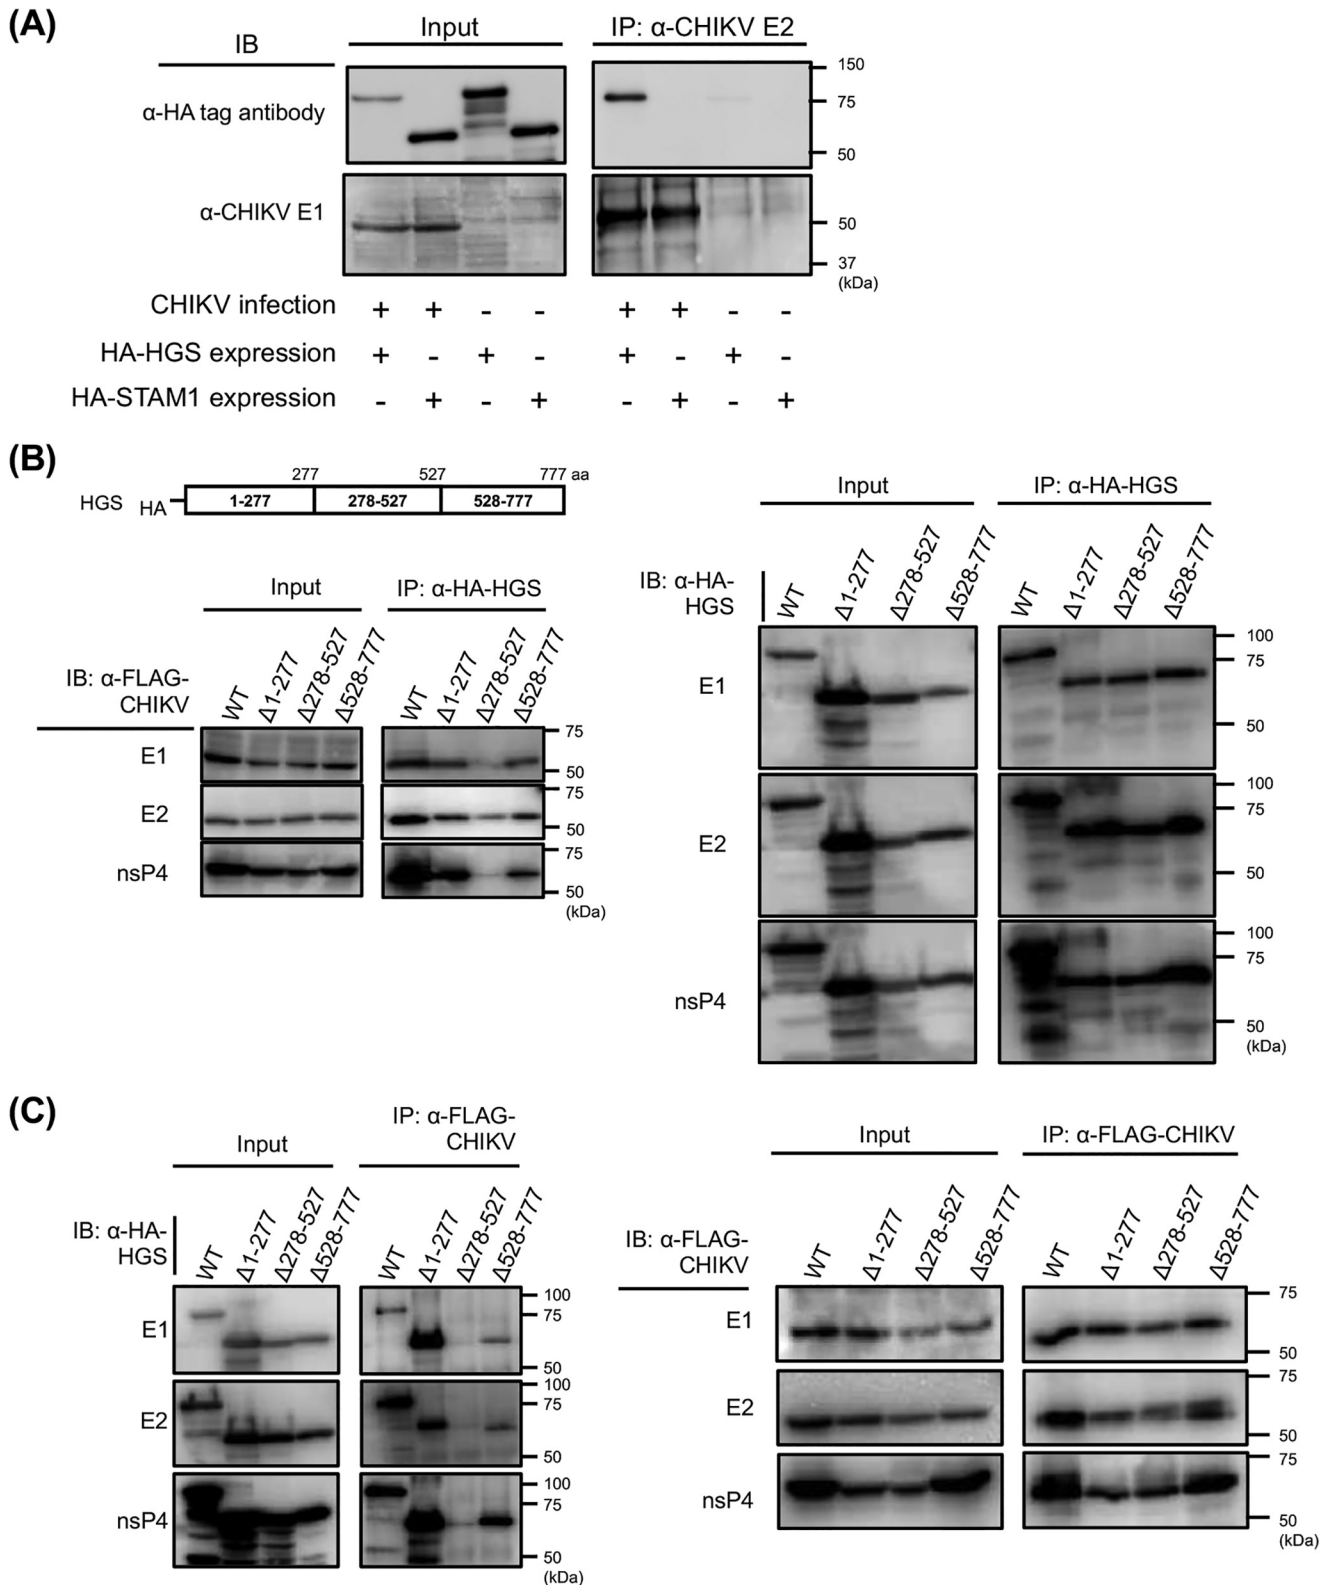 (A)
IB
Input
IP: α-CHIKV E2
α-HA tag antibody
150
75
50
α-CHIKV E1
50
37
(kDa)
CHIKV infection + + - - + + - -
HA-HGS expression + - + - + - + -
HA-STAM1 expression - + - + - + - +
(B)
277 527 777 aa
HGS HA 1-277 278-527 528-777
Input
IP: α-HA-HGS
IB: α-FLAG-
CHIKV
WT Δ1-277 Δ278-527 Δ528-777
WT Δ1-277 Δ278-527 Δ528-777
E1
75
50
E2
75
50
nsP4
75
50
(kDa)
Input
IP: α-HA-HGS
IB: α-HA-
HGS
WT Δ1-277 Δ278-527 Δ528-777
WT Δ1-277 Δ278-527 Δ528-777
E1
100
75
50
E2
100
75
50
nsP4
100
75
50
(kDa)
(C)
Input
IP: α-FLAG-
CHIKV
IB: α-HA-
HGS
WT Δ1-277 Δ278-527 Δ528-777
WT Δ1-277 Δ278-527 Δ528-777
E1
100
75
50
E2
100
75
50
nsP4
100
75
50
(kDa)
Input
IP: α-FLAG-CHIKV
IB: α-FLAG-
CHIKV
WT Δ1-277 Δ278-527 Δ528-777
WT Δ1-277 Δ278-527 Δ528-777
E1
75
50
E2
75
50
nsP4
75
50
(kDa)